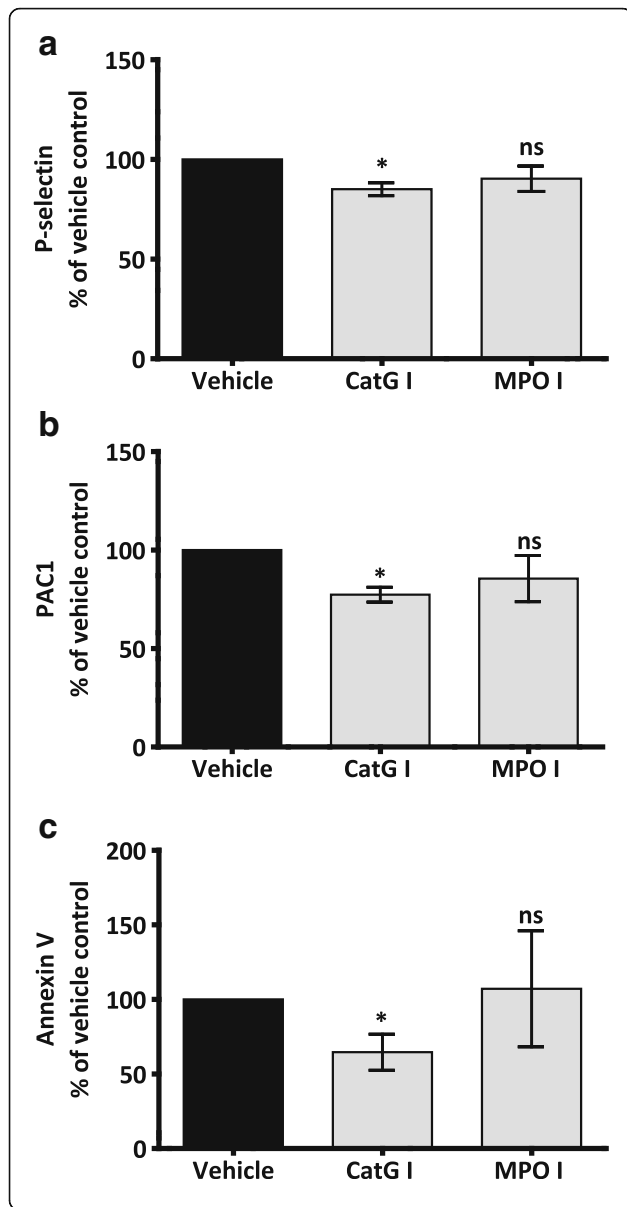 a
P-selectin
% of vehicle control
150
100
50
0
*
ns
Vehicle CatG I MPO I
b
PAC1
% of vehicle control
150
100
50
0
*
ns
Vehicle CatG I MPO I
c
Annexin V
% of vehicle control
200
150
100
50
0
*
ns
Vehicle CatG I MPO I